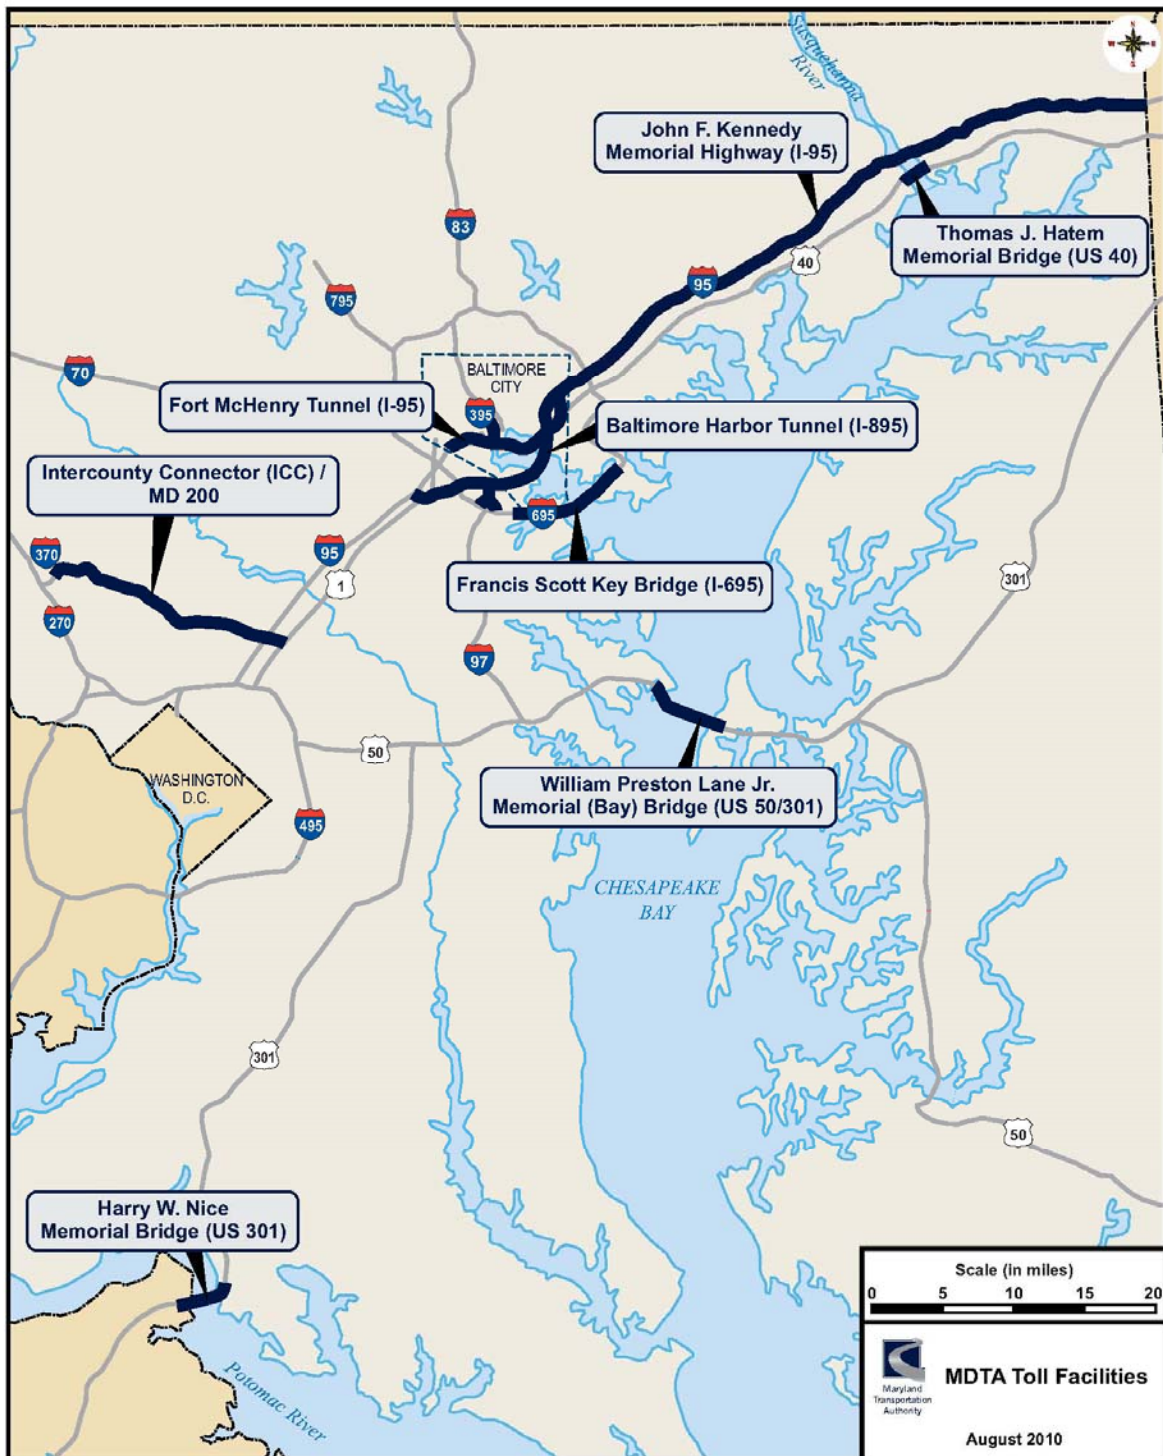 W N E S
Susquehanna
River
John F. Kennedy
Memorial Highway (I-95)
Thomas J. Hatem
Memorial Bridge (US 40)
83
40
95
795
70
BALTIMORE
CITY
395
Fort McHenry Tunnel (I-95)
Baltimore Harbor Tunnel (I-895)
Intercounty Connector (ICC) /
MD 200
695
370
95
1
Francis Scott Key Bridge (I-695)
301
270
97
50
WASHINGTON
D.C.
William Preston Lane Jr.
Memorial (Bay) Bridge (US 50/301)
495
CHESAPEAKE
BAY
301
50
Harry W. Nice
Memorial Bridge (US 301)
Potomac River
Scale (in miles)
0 5 10 15 20
Maryland
Transportation
Authority
MDTA Toll Facilities
August 2010